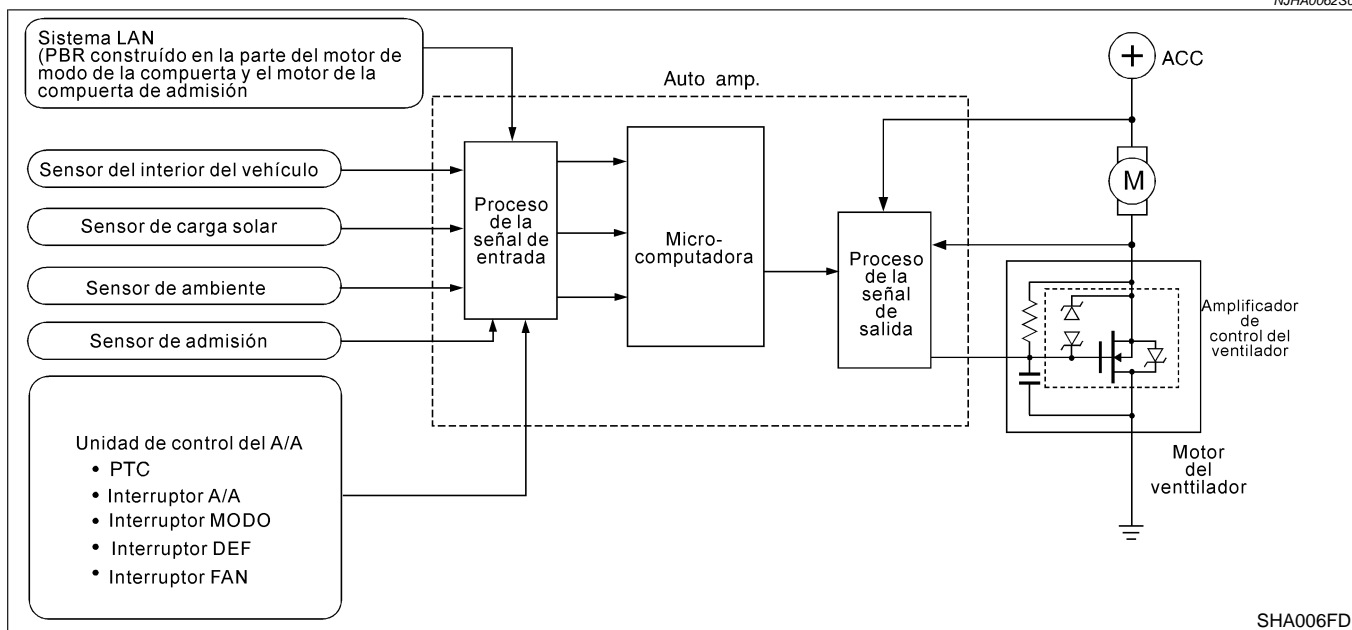 NJHA0062S0
Sistema LAN
(PBR construído en la parte del motor de
modo de la compuerta y el motor de la
compuerta de admisión
Auto amp.
ACC
Sensor del interior del vehículo
Sensor de carga solar
Sensor de ambiente
Sensor de admisión
Proceso
de la
señal de
entrada
Micro-
computadora
Proceso
de la
señal
de
salida
M
Amplificador
de
control del
ventilador
Motor
del
venttilador
Unidad de control del A/A
• PTC
• Interruptor A/A
• Interruptor MODO
• Interruptor DEF
• Interruptor FAN
SHA006FD